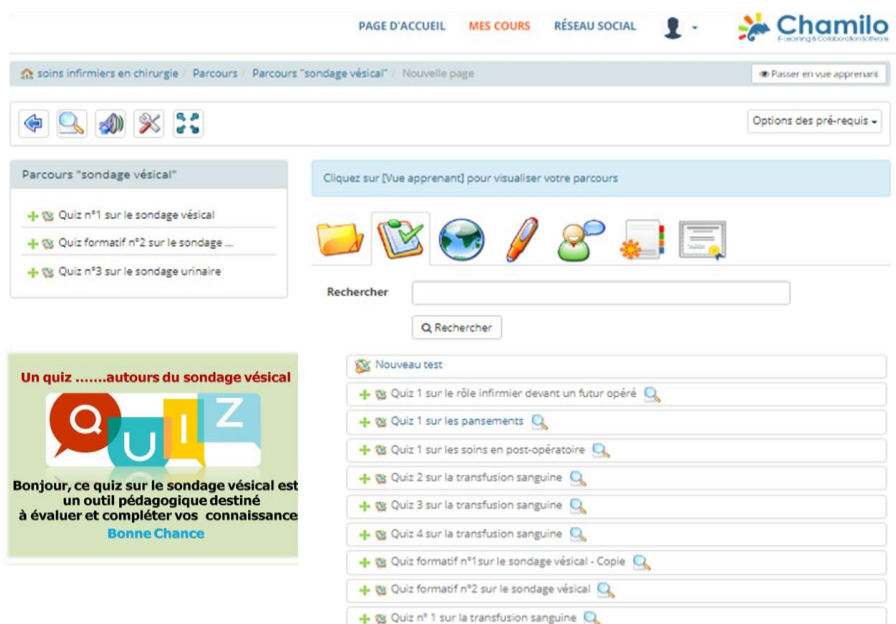 PAGE D'ACCUEIL MES COURS RÉSEAU SOCIAL
Chamilo
E-Learning & Collaboration Software
soins infirmiers en chirurgie / Parcours / Parcours "sondage vésical" / Nouvelle page
Passer en vue apprenant
Options des pré-requis
Parcours "sondage vésical"
Quiz n°1 sur le sondage vésical
Quiz formatif n°2 sur le sondage ...
Quiz n°3 sur le sondage urinaire
Cliquez sur [Vue apprenant] pour visualiser votre parcours
Rechercher
Rechercher
Un quiz .......autours du sondage vésical
QUIZ
Bonjour, ce quiz sur le sondage vésical est
un outil pédagogique destiné
à évaluer et compléter vos connaissance
Bonne Chance
Nouveau test
Quiz 1 sur le rôle infirmier devant un futur opéré
Quiz 1 sur les pansements
Quiz 1 sur les soins en post-opératoire
Quiz 2 sur la transfusion sanguine
Quiz 3 sur la transfusion sanguine
Quiz 4 sur la transfusion sanguine
Quiz formatif n°1sur le sondage vésical - Copie
Quiz formatif n°2 sur le sondage vésical
Quiz n° 1 sur la transfusion sanguine